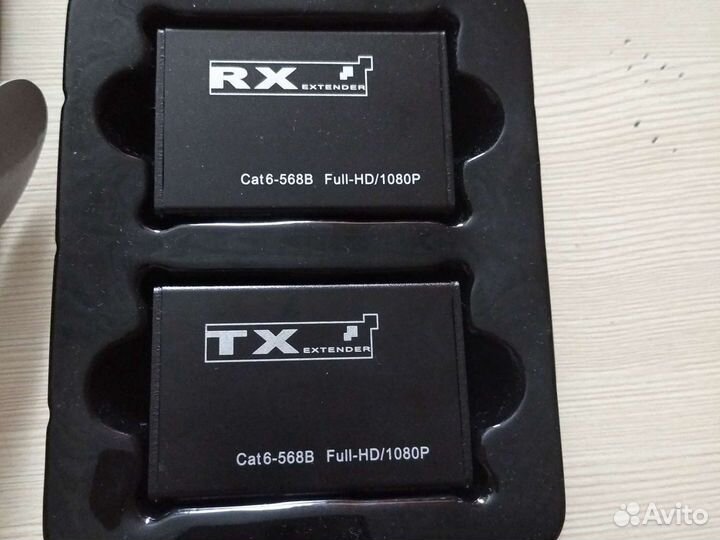 RX EXTENDER
Cat6-568B Full-HD/1080P
TX EXTENDER
Cat6-568B Full-HD/1080P
Avito